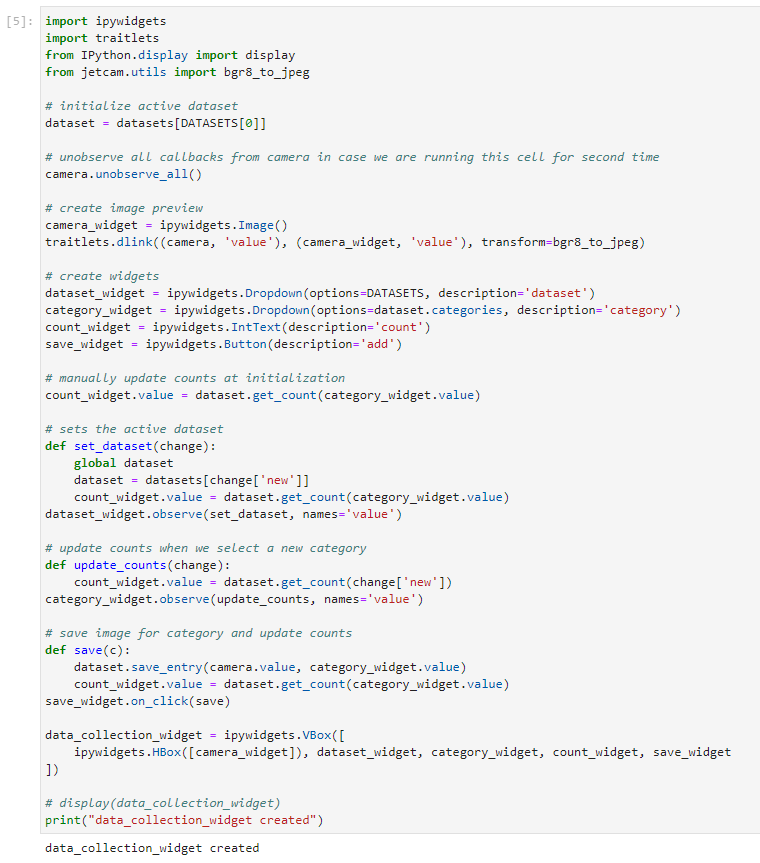 [5]:
import ipywidgets
import traitlets
from IPython.display import display
from jetcam.utils import bgr8_to_jpeg

# initialize active dataset
dataset = datasets[DATASETS[0]]

# unobserve all callbacks from camera in case we are running this cell for second time
camera.unobserve_all()

# create image preview
camera_widget = ipywidgets.Image()
traitlets.dlink((camera, 'value'), (camera_widget, 'value'), transform=bgr8_to_jpeg)

# create widgets
dataset_widget = ipywidgets.Dropdown(options=DATASETS, description='dataset')
category_widget = ipywidgets.Dropdown(options=dataset.categories, description='category')
count_widget = ipywidgets.IntText(description='count')
save_widget = ipywidgets.Button(description='add')

# manually update counts at initialization
count_widget.value = dataset.get_count(category_widget.value)

# sets the active dataset
def set_dataset(change):
    global dataset
    dataset = datasets[change['new']]
    count_widget.value = dataset.get_count(category_widget.value)
dataset_widget.observe(set_dataset, names='value')

# update counts when we select a new category
def update_counts(change):
    count_widget.value = dataset.get_count(change['new'])
category_widget.observe(update_counts, names='value')

# save image for category and update counts
def save(c):
    dataset.save_entry(camera.value, category_widget.value)
    count_widget.value = dataset.get_count(category_widget.value)
save_widget.on_click(save)

data_collection_widget = ipywidgets.VBox([
    ipywidgets.HBox([camera_widget]), dataset_widget, category_widget, count_widget, save_widget
])

# display(data_collection_widget)
print("data_collection_widget created")
data_collection_widget created